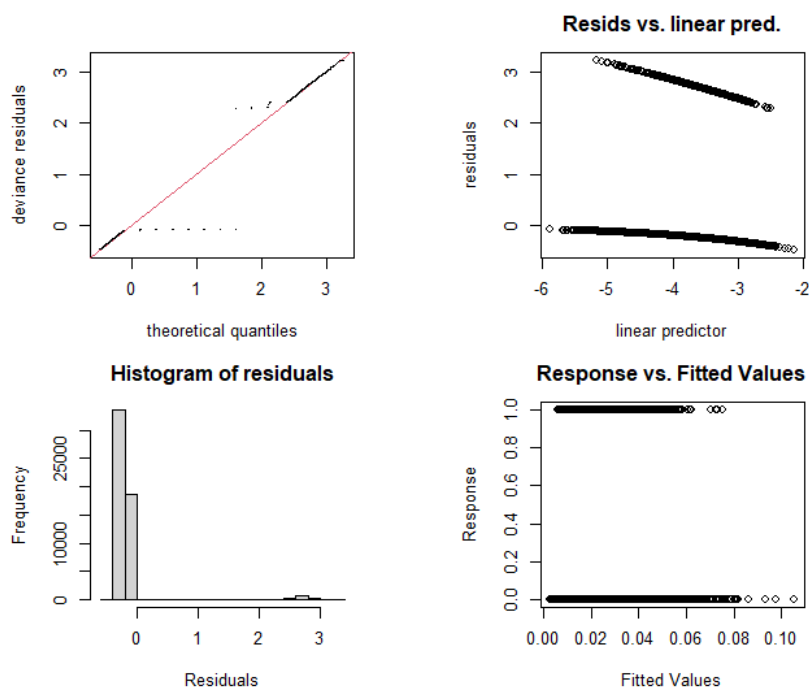 deviance residuals
0 1 2 3
0 1 2 3
theoretical quantiles
Resids vs. linear pred.
residuals
0 1 2 3
-6 -5 -4 -3 -2
linear predictor
Histogram of residuals
Frequency
0 10000 25000
0 1 2 3
Residuals
Response vs. Fitted Values
Response
0.0 0.2 0.4 0.6 0.8 1.0
0.00 0.02 0.04 0.06 0.08 0.10
Fitted Values